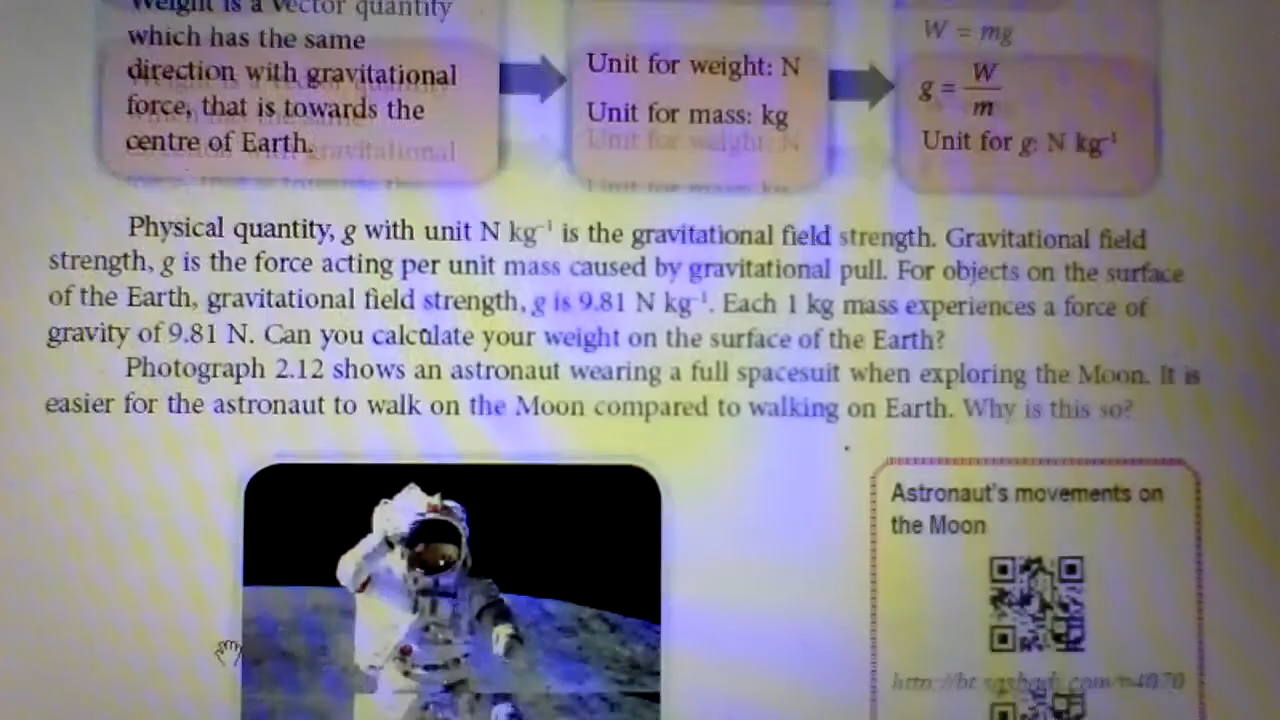 Weight is a vector quantity
which has the same
direction with gravitational
force, that is towards the
centre of Earth.
Unit for weight: N
Unit for mass: kg
W = mg
g = W/m
Unit for g: N kg⁻¹
Physical quantity, g with unit N kg⁻¹ is the gravitational field strength. Gravitational field
strength, g is the force acting per unit mass caused by gravitational pull. For objects on the surface
of the Earth, gravitational field strength, g is 9.81 N kg⁻¹. Each 1 kg mass experiences a force of
gravity of 9.81 N. Can you calculate your weight on the surface of the Earth?
Photograph 2.12 shows an astronaut wearing a full spacesuit when exploring the Moon. It is
easier for the astronaut to walk on the Moon compared to walking on Earth. Why is this so?
Astronaut's movements on
the Moon